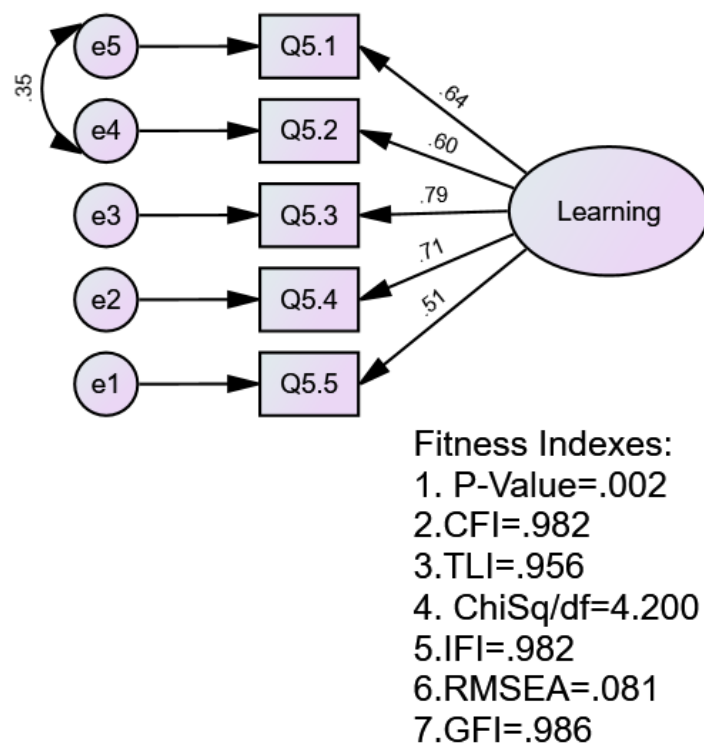 e5
Q5.1
.35
.64
e4
Q5.2
.60
e3
Q5.3
.79
Learning
e2
Q5.4
.71
e1
Q5.5
.51
Fitness Indexes:
1. P-Value=.002
2.CFI=.982
3.TLI=.956
4. ChiSq/df=4.200
5.IFI=.982
6.RMSEA=.081
7.GFI=.986